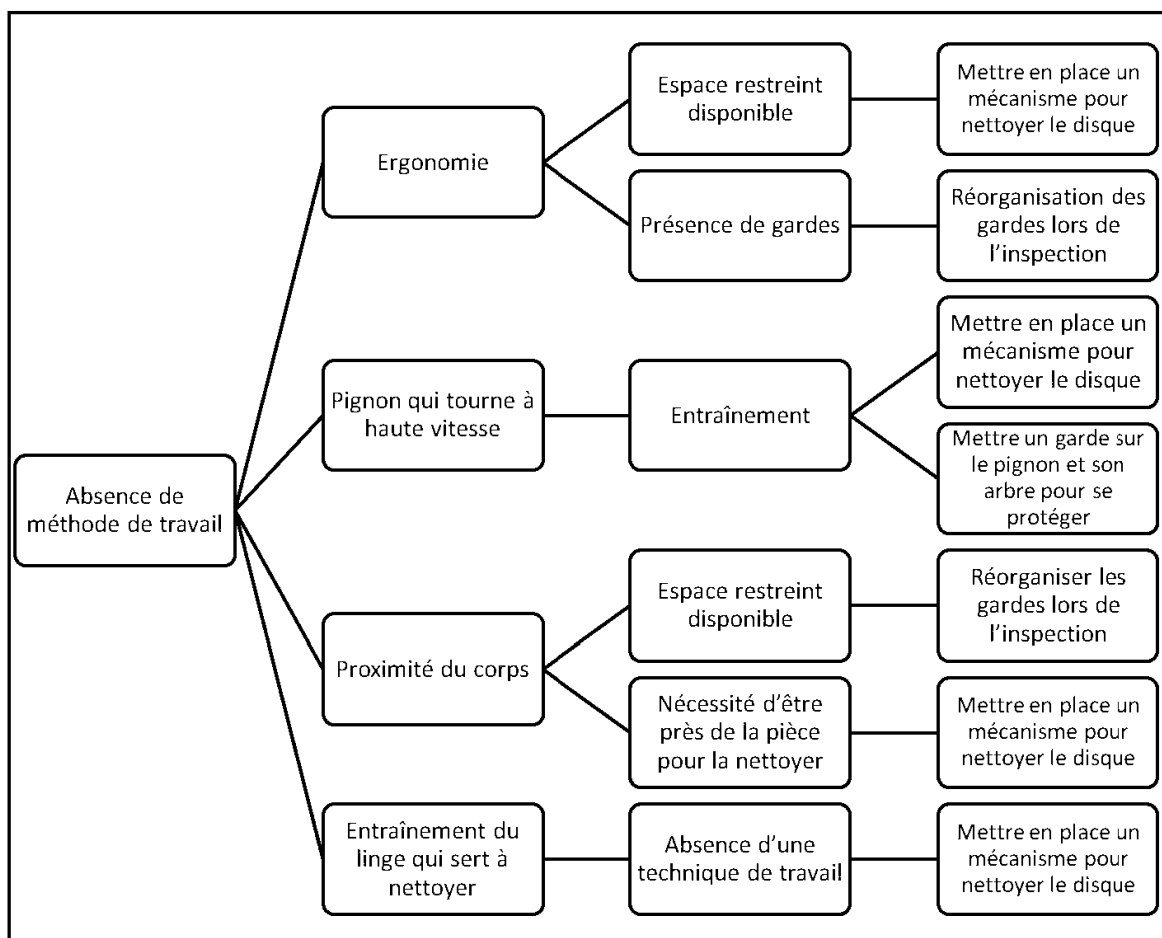 Absence de
méthode de travail
Ergonomie
Espace restreint
disponible
Mettre en place un
mécanisme pour
nettoyer le disque
Présence de gardes
Réorganisation des
gardes lors de
l'inspection
Pignon qui tourne à
haute vitesse
Entraînement
Mettre en place un
mécanisme pour
nettoyer le disque
Mettre un garde sur
le pignon et son
arbre pour se
protéger
Proximité du corps
Espace restreint
disponible
Réorganiser les
gardes lors de
l'inspection
Nécessité d'être
près de la pièce
pour la nettoyer
Mettre en place un
mécanisme pour
nettoyer le disque
Entraînement du
linge qui sert à
nettoyer
Absence d'une
technique de travail
Mettre en place un
mécanisme pour
nettoyer le disque